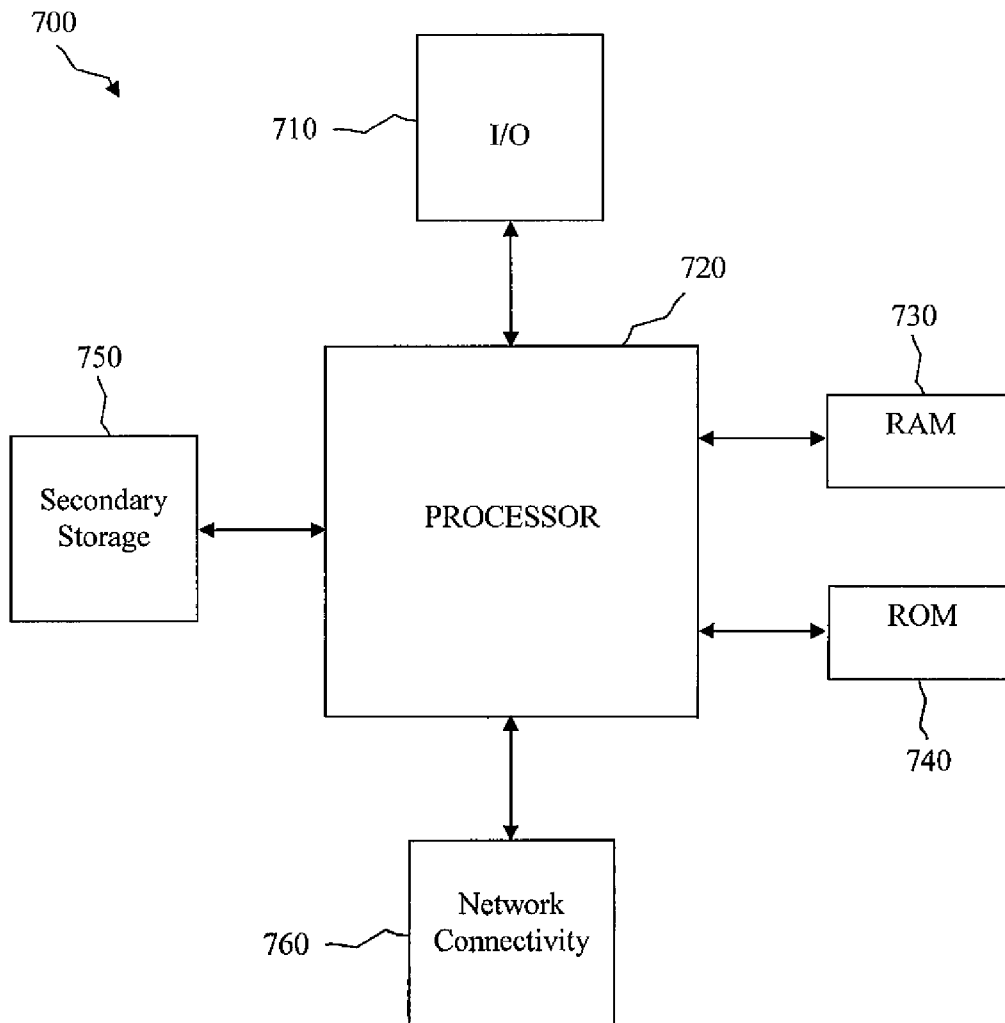 700
710
I/O
720
730
RAM
750
Secondary
Storage
PROCESSOR
ROM
740
Network
Connectivity
760